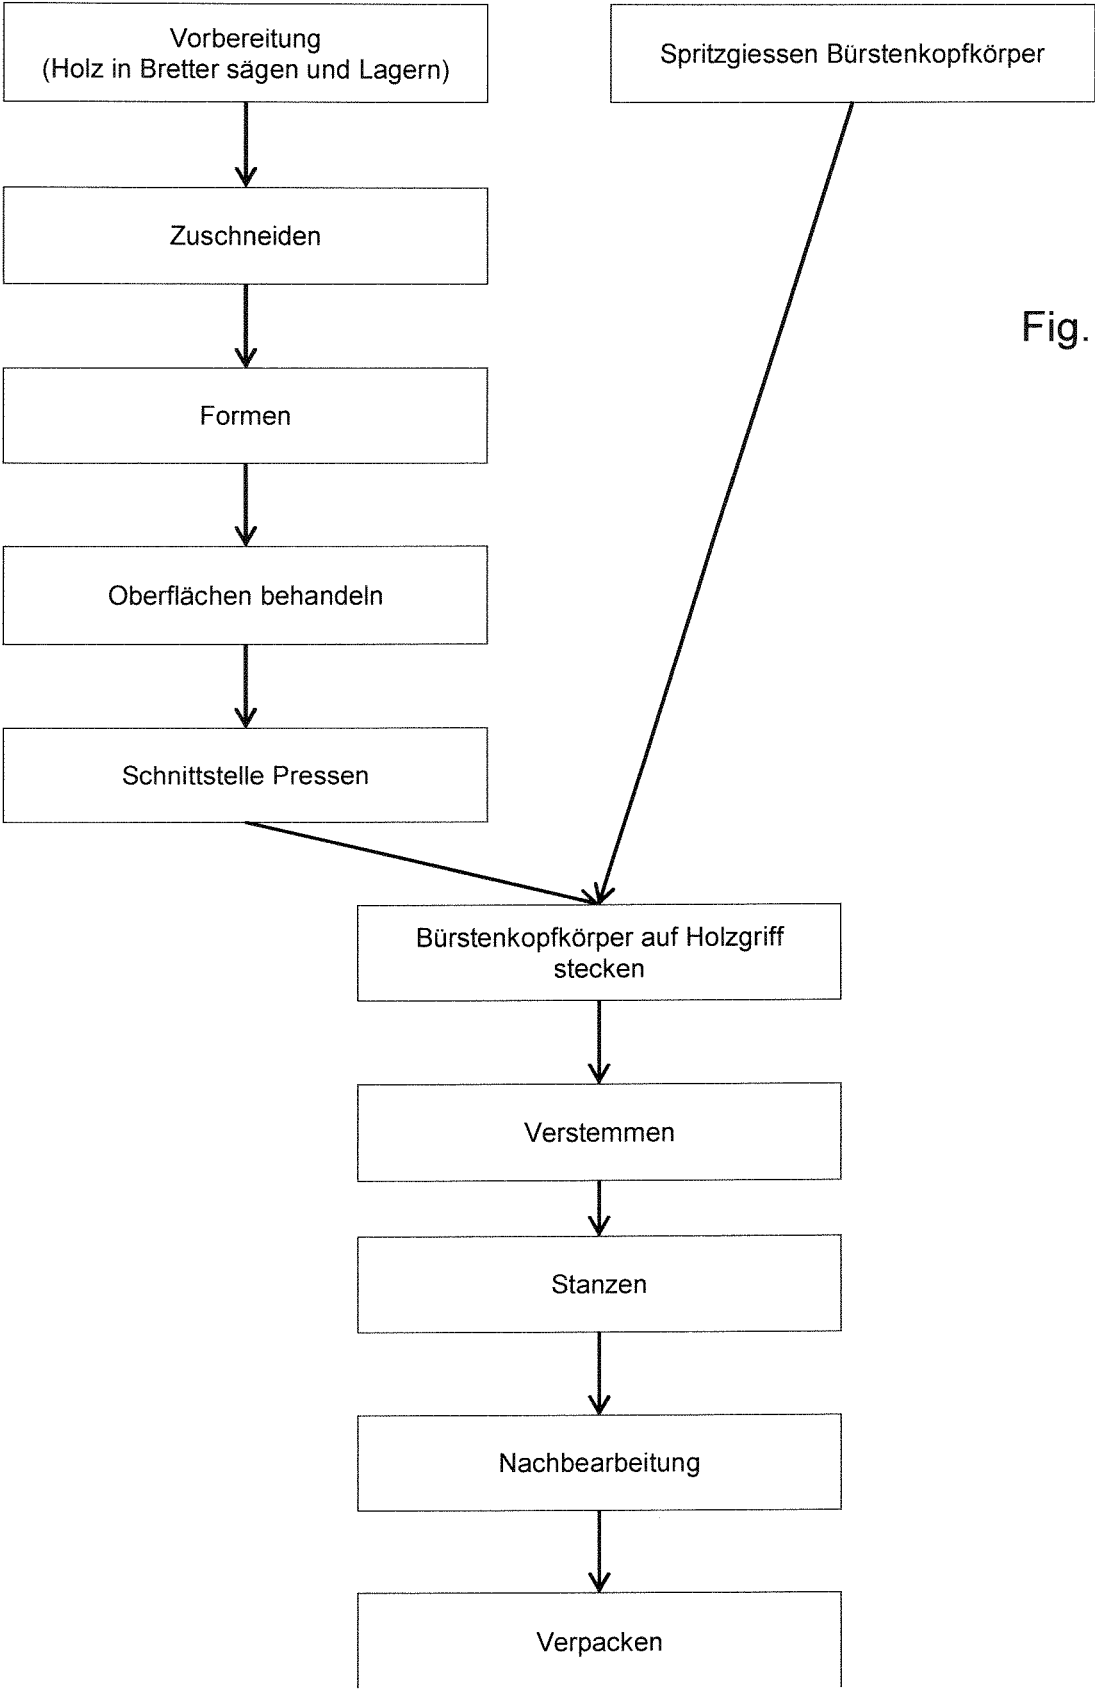 Vorbereitung
(Holz in Bretter sägen und Lagern)
Spritzgiessen Bürstenkopfkörper
Zuschneiden
Fig.
Formen
Oberflächen behandeln
Schnittstelle Pressen
Bürstenkopfkörper auf Holzgriff
stecken
Verstemmen
Stanzen
Nachbearbeitung
Verpacken